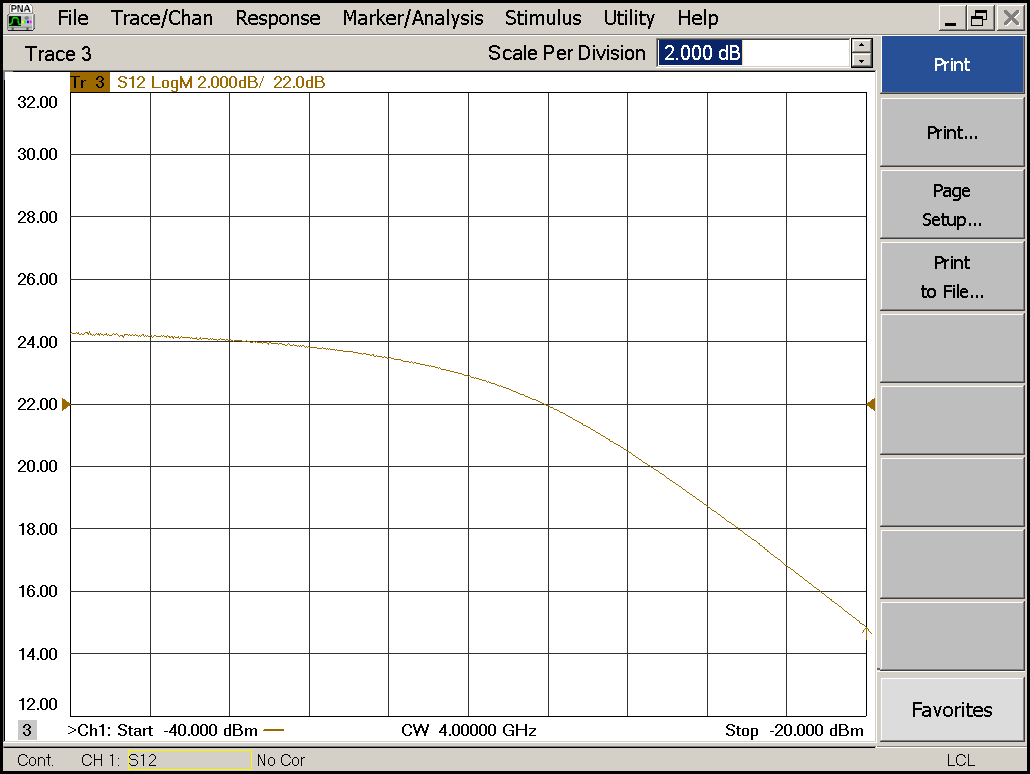 PNA
File Trace/Chan Response Marker/Analysis Stimulus Utility Help
Trace 3
Scale Per Division 2.000 dB
Tr 3 S12 LogM 2.000dB/ 22.0dB
32.00
30.00
28.00
26.00
24.00
22.00
20.00
18.00
16.00
14.00
12.00
3 >Ch1: Start -40.000 dBm CW 4.00000 GHz Stop -20.000 dBm
Print
Print...
Page
Setup...
Print
to File...
Favorites
Cont. CH 1: S12 No Cor LCL